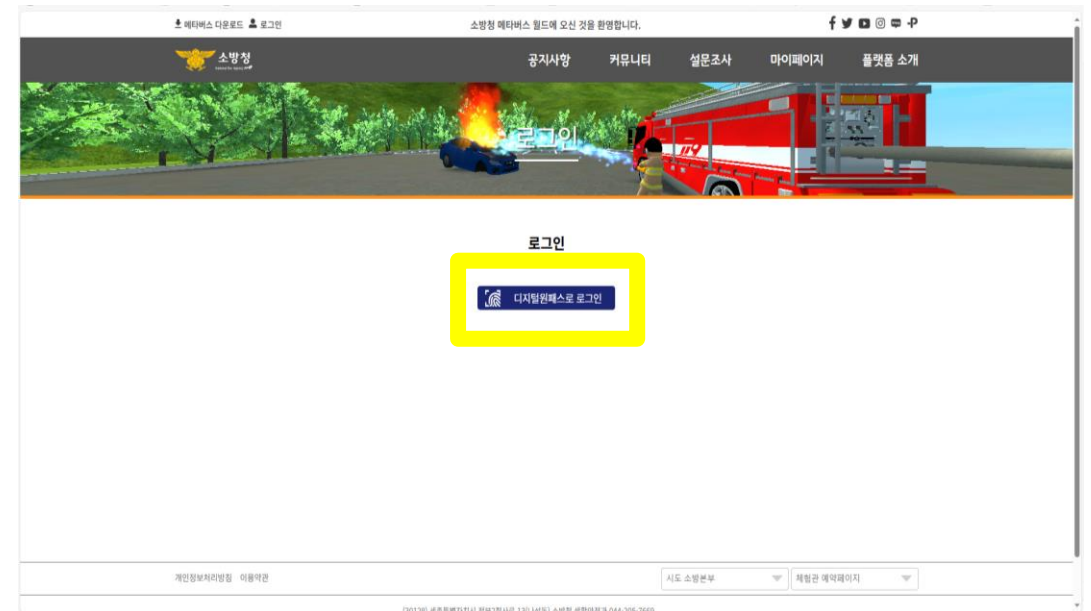 메타버스 다운로드 로그인
소방청 메타버스 월드에 오신 것을 환영합니다.
소방청
공지사항 커뮤니티 설문조사 마이페이지 플랫폼 소개
로그인
119
로그인
디지털원패스로 로그인
개인정보처리방침 이용약관
시도 소방본부
체험관 예약페이지